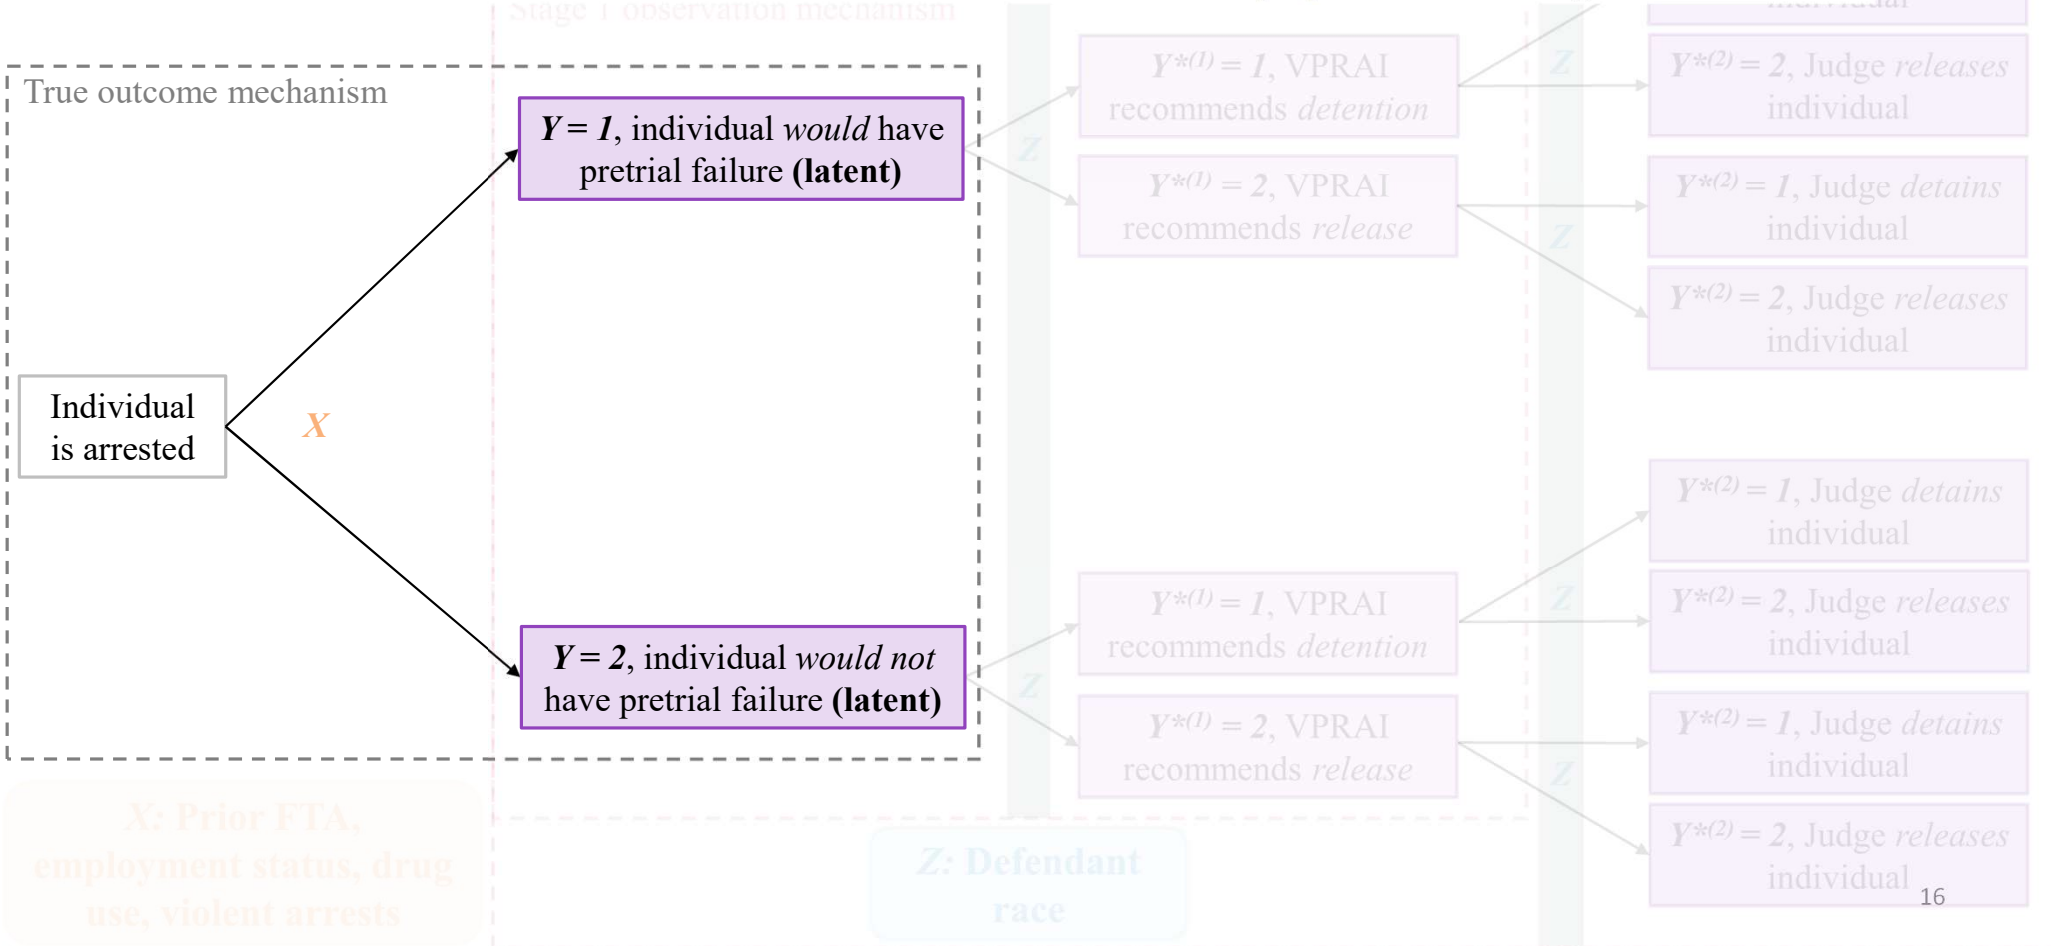 Stage 1 observation mechanism
True outcome mechanism
Individual
is arrested
X
Y = 1, individual would have
pretrial failure (latent)
Y = 2, individual would not
have pretrial failure (latent)
Z
Z
Y*(1) = 1, VPRAI
recommends detention
Y*(1) = 2, VPRAI
recommends release
Y*(1) = 1, VPRAI
recommends detention
Y*(1) = 2, VPRAI
recommends release
Z
Z
Z
Z
individual
Y*(2) = 2, Judge releases
individual
Y*(2) = 1, Judge detains
individual
Y*(2) = 2, Judge releases
individual
Y*(2) = 1, Judge detains
individual
Y*(2) = 2, Judge releases
individual
Y*(2) = 1, Judge detains
individual
Y*(2) = 2, Judge releases
individual
X: Prior FTA,
employment status, drug
use, violent arrests
Z: Defendant
race
16